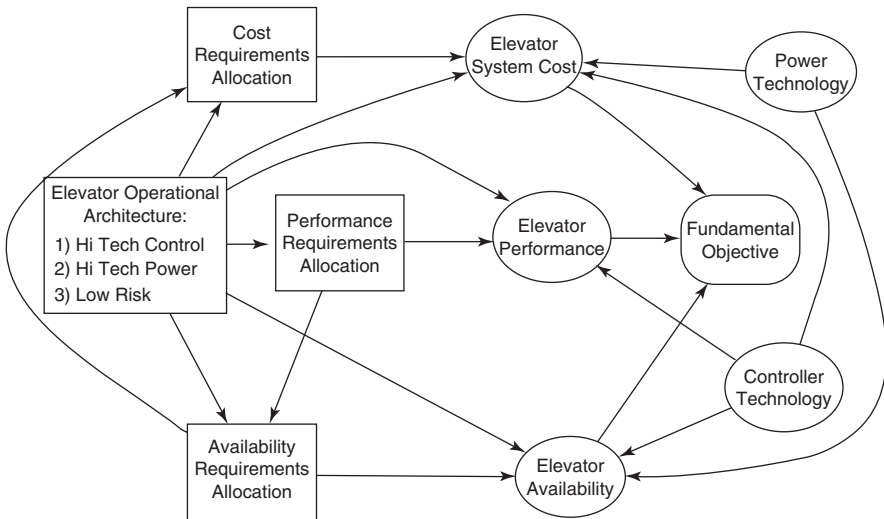 Cost
Requirements
Allocation
Elevator
System Cost
Power
Technology
Elevator Operational
Architecture:
1) Hi Tech Control
2) Hi Tech Power
3) Low Risk
Performance
Requirements
Allocation
Elevator
Performance
Fundamental
Objective
Controller
Technology
Availability
Requirements
Allocation
Elevator
Availability